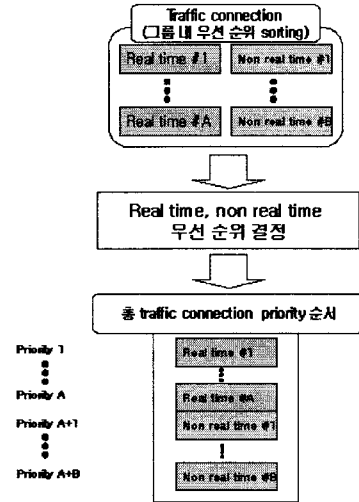 Traffic connection
(그룹 내 우선 순위 sorting)
Real time #1
Non real time #1
Real time #A
Non real time #B
Real time, non real time
우선 순위 결정
총 traffic connection priority 순서
Priority 1
Real time #1
Priority A
Real time #A
Priority A+1
Non real time #1
Priority A+B
Non real time #B